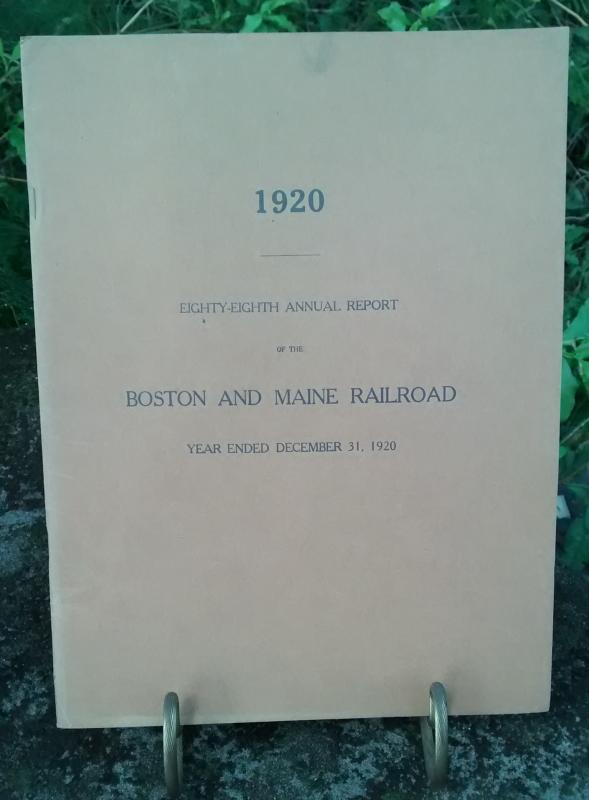 1920
EIGHTY-EIGHTH ANNUAL REPORT
OF THE
BOSTON AND MAINE RAILROAD
YEAR ENDED DECEMBER 31, 1920